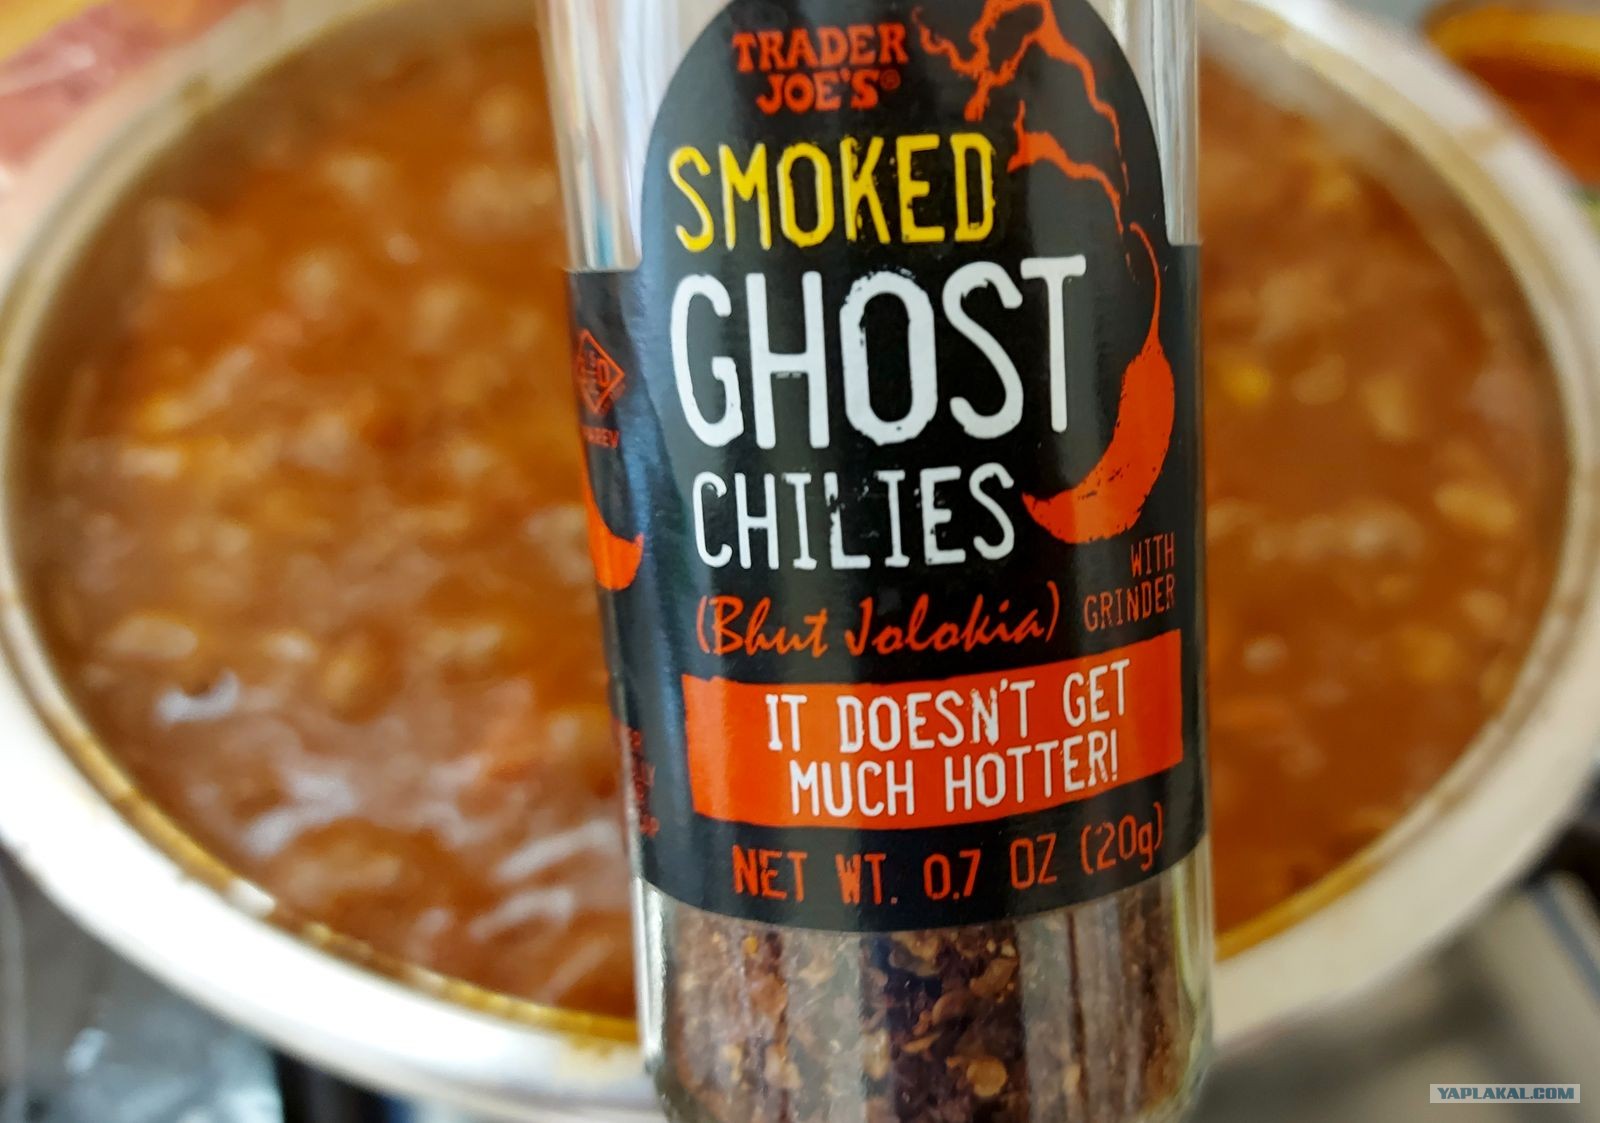 TRADER
JOE'S®
SMOKED
GHOST
CHILIES
(Bhut Jolokia)
WITH
GRINDER
IT DOESN'T GET
MUCH HOTTER!
NET WT. 0.7 OZ (20g)
YAPLAKAL.COM